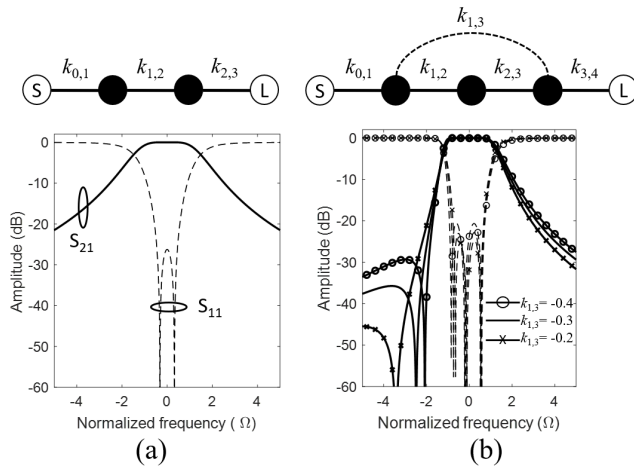 k1,3
S k0,1 k1,2 k2,3 L
S k0,1 k1,2 k2,3 k3,4 L
Amplitude (dB)
0
-10
-20
-30
-40
-50
-60
S21
S11
-4 -2 0 2 4
Normalized frequency ( Ω)
(a)
Amplitude (dB)
0
-10
-20
-30
-40
-50
-60
k1,3= -0.4
k1,3= -0.3
k1,3= -0.2
-4 -2 0 2 4
Normalized frequency (Ω)
(b)